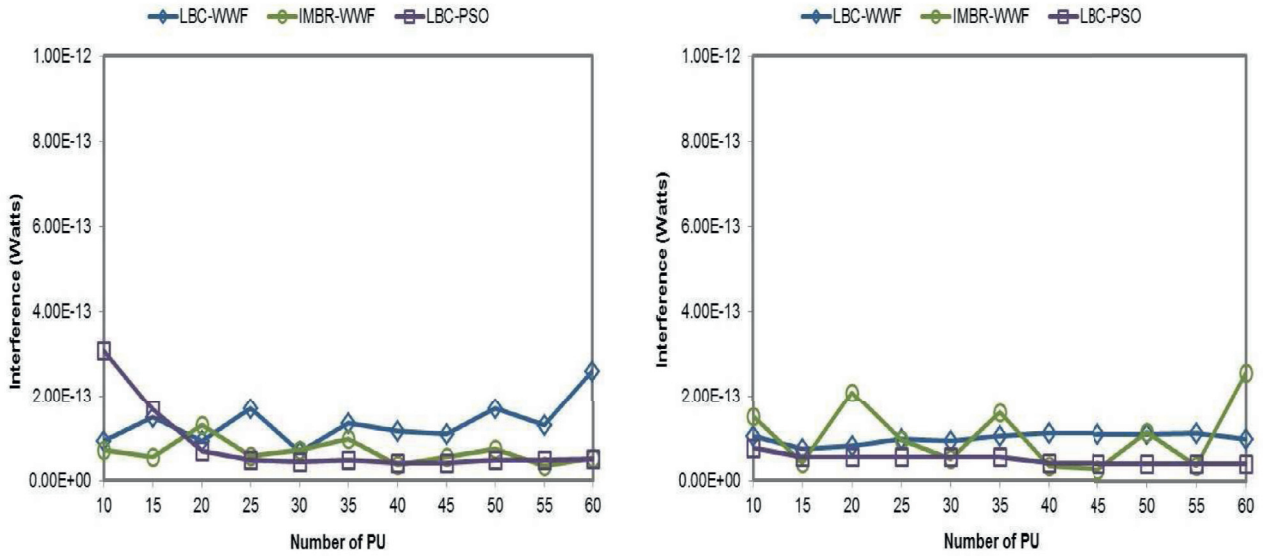 LBC-WWF IMBR-WWF LBC-PSO
1.00E-12
8.00E-13
6.00E-13
4.00E-13
2.00E-13
0.00E+00
Interference (Watts)
10 15 20 25 30 35 40 45 50 55 60
Number of PU
LBC-WWF IMBR-WWF LBC-PSO
1.00E-12
8.00E-13
6.00E-13
4.00E-13
2.00E-13
0.00E+00
Interference (Watts)
10 15 20 25 30 35 40 45 50 55 60
Number of PU